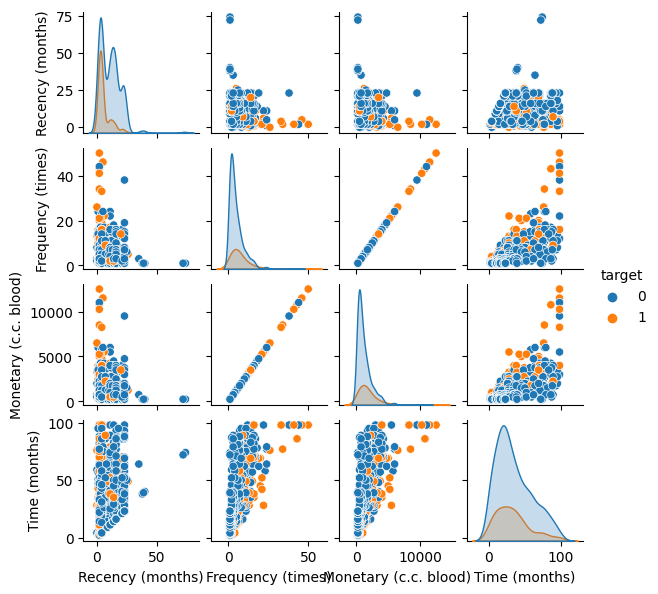 75
50
25
0
Recency (months)
40
20
0
Frequency (times)
10000
5000
0
Monetary (c.c. blood)
100
50
0
Time (months)
0
50
Recency (months)
0
50
Frequency (times)
0
10000
Monetary (c.c. blood)
0
100
Time (months)
target
0
1